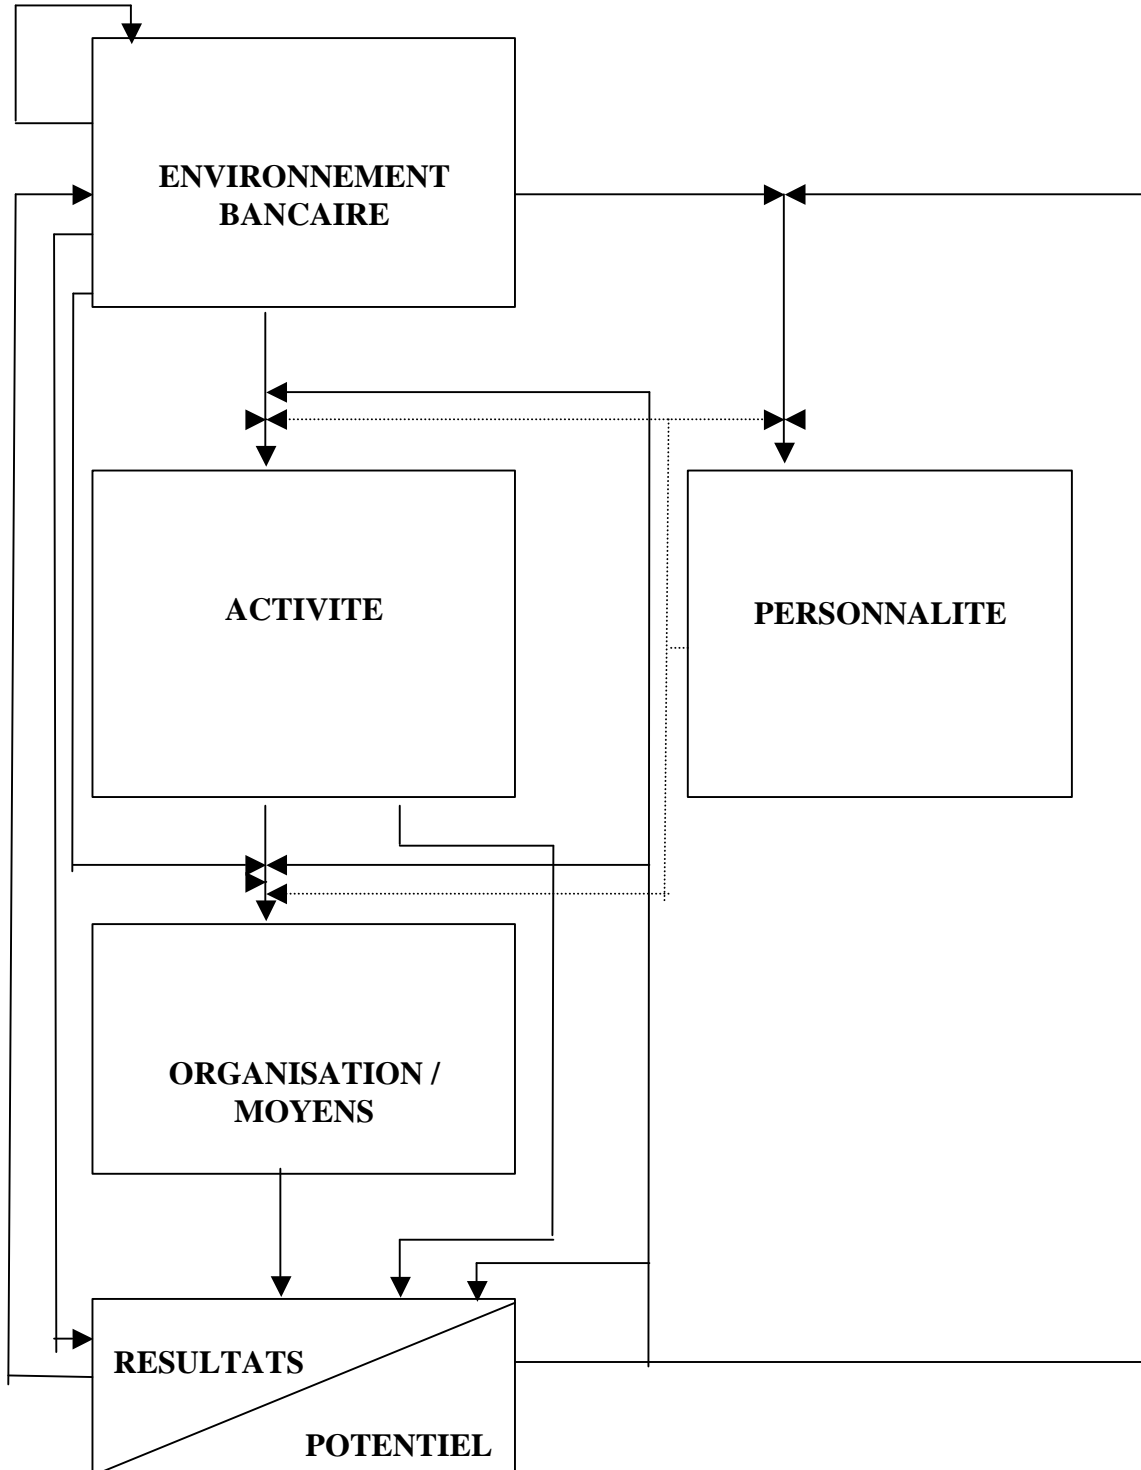 ENVIRONNEMENT
BANCAIRE
ACTIVITE
PERSONNALITE
ORGANISATION /
MOYENS
RESULTATS
POTENTIEL